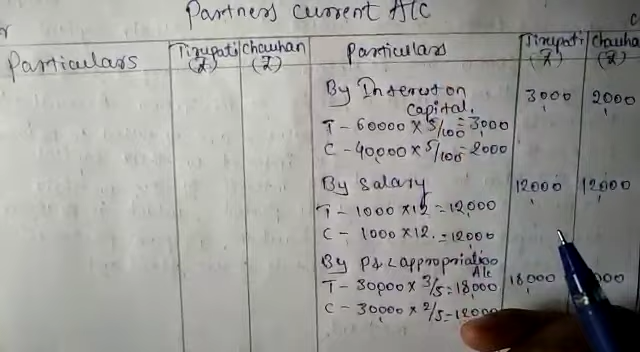 Partners Current A/C
Particulars Tirupati (₹) Chauhan (₹) Particulars Tirupati (₹) Chauhan (₹)
By Interest on capital. 3000 2000
T - 60000 × 5/100 = 3000
C - 40000 × 5/100 = 2000
By Salary 12000 12000
T - 1000 × 12 = 12,000
C - 1000 × 12. = 12000
By P&L appropriation A/c
T - 30000 × 3/5 = 18,000 18,000
C - 30000 × 2/5 = 12000